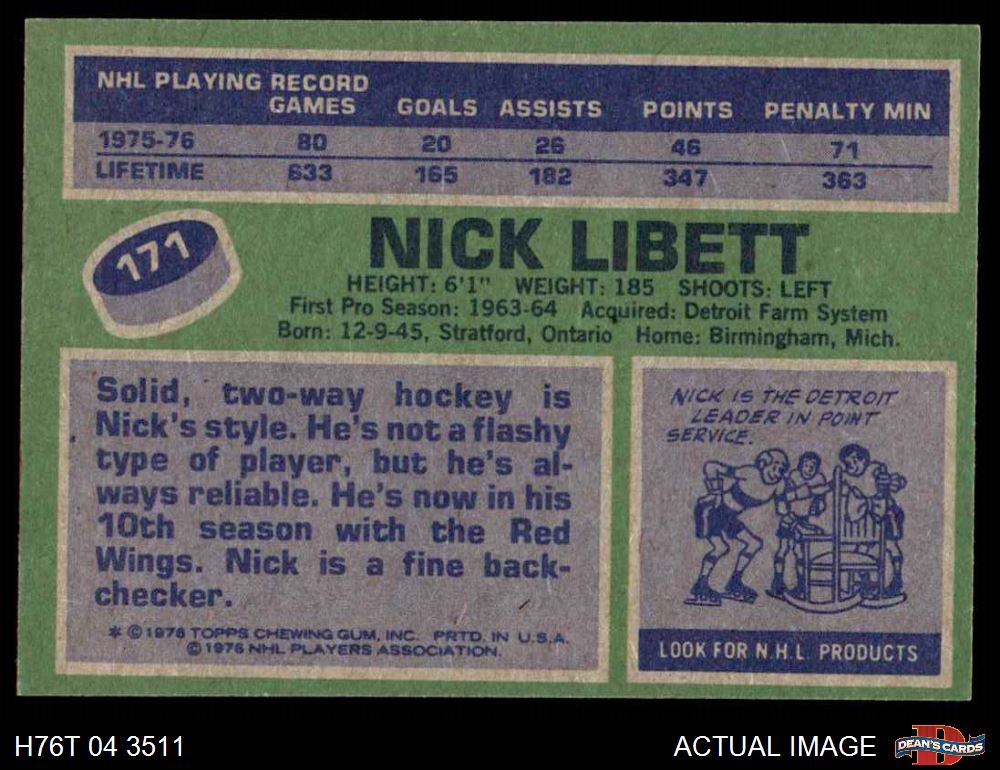 NHL PLAYING RECORD
GAMES GOALS ASSISTS POINTS PENALTY MIN
1975-76 80 20 26 46 71
LIFETIME 633 165 182 347 363
171
NICK LIBETT
HEIGHT: 6'1" WEIGHT: 185 SHOOTS: LEFT
First Pro Season: 1963-64 Acquired: Detroit Farm System
Born: 12-9-45, Stratford, Ontario Home: Birmingham, Mich.
Solid, two-way hockey is
Nick's style. He's not a flashy
type of player, but he's al-
ways reliable. He's now in his
10th season with the Red
Wings. Nick is a fine back-
checker.
* ©1976 TOPPS CHEWING GUM, INC. PRTD. IN U.S.A.
©1976 NHL PLAYERS ASSOCIATION.
NICK IS THE DETROIT
LEADER IN POINT
SERVICE.
LOOK FOR N.H.L PRODUCTS
H76T 04 3511
ACTUAL IMAGE
D
DEAN'S CARDS